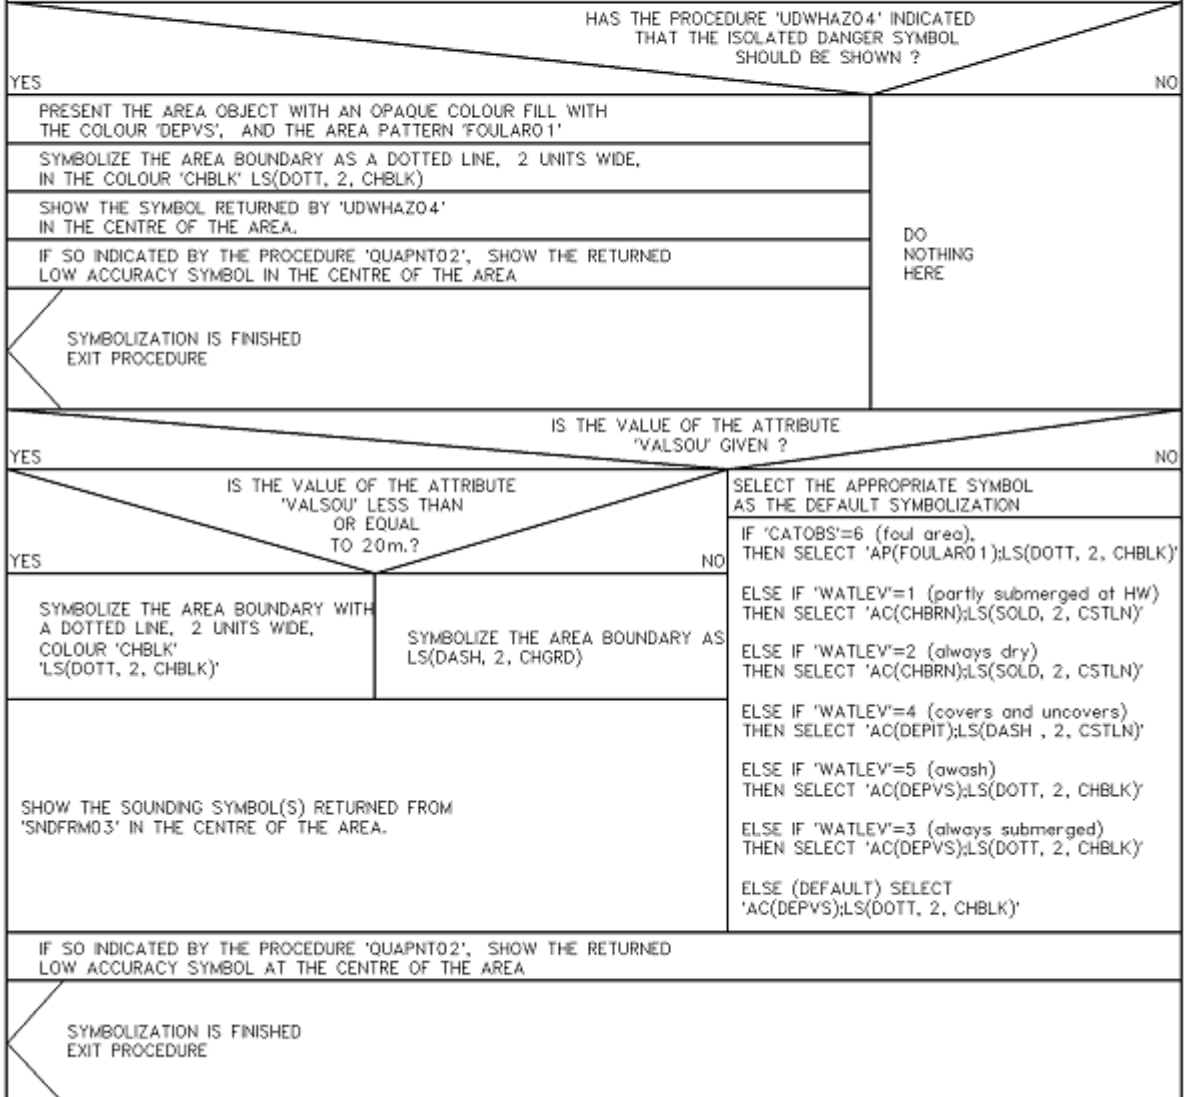 HAS THE PROCEDURE 'UDWHAZ04' INDICATED
THAT THE ISOLATED DANGER SYMBOL
SHOULD BE SHOWN ?
YES
NO
PRESENT THE AREA OBJECT WITH AN OPAQUE COLOUR FILL WITH
THE COLOUR 'DEPVS', AND THE AREA PATTERN 'FOULAR01'
SYMBOLIZE THE AREA BOUNDARY AS A DOTTED LINE, 2 UNITS WIDE,
IN THE COLOUR 'CHBLK' LS(DOTT, 2, CHBLK)
SHOW THE SYMBOL RETURNED BY 'UDWHAZ04'
IN THE CENTRE OF THE AREA.
IF SO INDICATED BY THE PROCEDURE 'QUAPNT02', SHOW THE RETURNED
LOW ACCURACY SYMBOL IN THE CENTRE OF THE AREA
DO
NOTHING
HERE
SYMBOLIZATION IS FINISHED
EXIT PROCEDURE
IS THE VALUE OF THE ATTRIBUTE
'VALSOU' GIVEN ?
YES
NO
IS THE VALUE OF THE ATTRIBUTE
'VALSOU' LESS THAN
OR EQUAL
TO 20m.?
YES
NO
SYMBOLIZE THE AREA BOUNDARY WITH
A DOTTED LINE, 2 UNITS WIDE,
COLOUR 'CHBLK'
'LS(DOTT, 2, CHBLK)'
SYMBOLIZE THE AREA BOUNDARY AS
LS(DASH, 2, CHGRD)
SHOW THE SOUNDING SYMBOL(S) RETURNED FROM
'SNDFRM03' IN THE CENTRE OF THE AREA.
SELECT THE APPROPRIATE SYMBOL
AS THE DEFAULT SYMBOLIZATION
IF 'CATOBS'=6 (foul area),
THEN SELECT 'AP(FOULAR01);LS(DOTT, 2, CHBLK)'
ELSE IF 'WATLEV'=1 (partly submerged at HW)
THEN SELECT 'AC(CHBRN);LS(SOLD, 2, CSTLN)'
ELSE IF 'WATLEV'=2 (always dry)
THEN SELECT 'AC(CHBRN);LS(SOLD, 2, CSTLN)'
ELSE IF 'WATLEV'=4 (covers and uncovers)
THEN SELECT 'AC(DEPIT);LS(DASH , 2, CSTLN)'
ELSE IF 'WATLEV'=5 (awash)
THEN SELECT 'AC(DEPVS);LS(DOTT, 2, CHBLK)'
ELSE IF 'WATLEV'=3 (always submerged)
THEN SELECT 'AC(DEPVS);LS(DOTT, 2, CHBLK)'
ELSE (DEFAULT) SELECT
'AC(DEPVS);LS(DOTT, 2, CHBLK)'
IF SO INDICATED BY THE PROCEDURE 'QUAPNT02', SHOW THE RETURNED
LOW ACCURACY SYMBOL AT THE CENTRE OF THE AREA
SYMBOLIZATION IS FINISHED
EXIT PROCEDURE